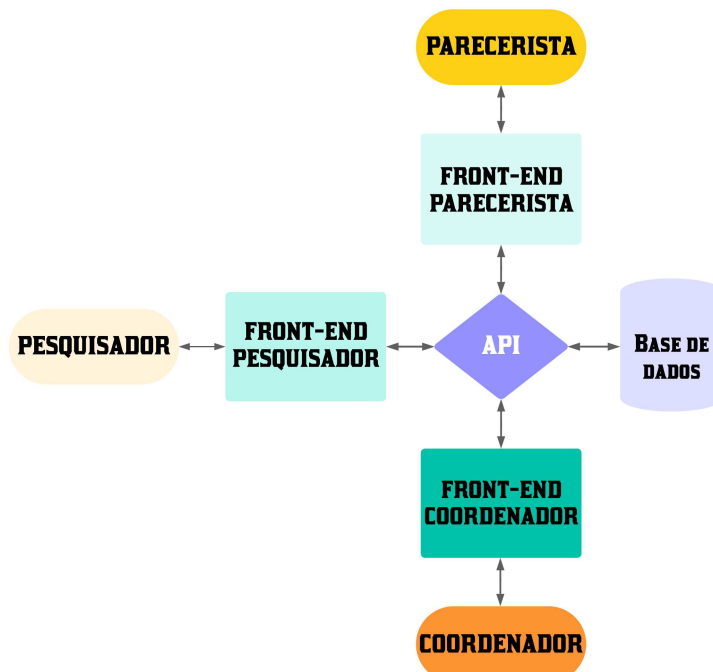 PARECERISTA
FRONT-END
PARECERISTA
PESQUISADOR
FRONT-END
PESQUISADOR
API
BASE DE
DADOS
FRONT-END
COORDENADOR
COORDENADOR